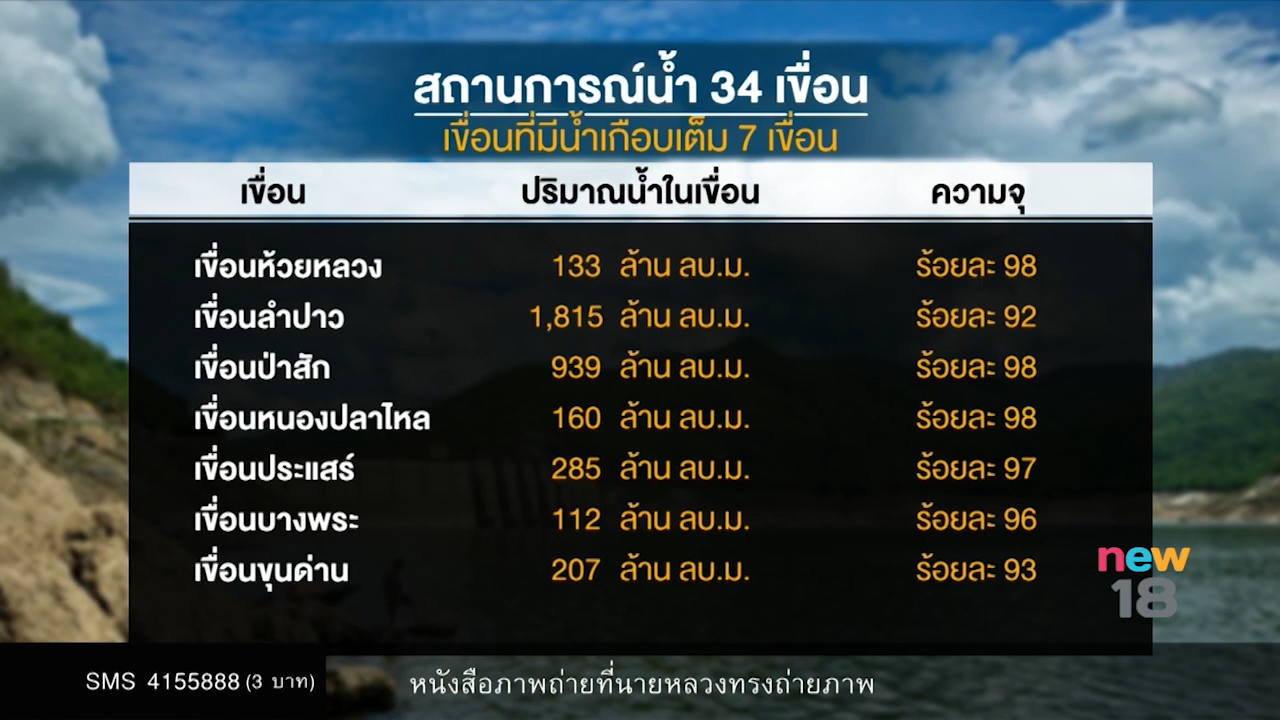 สถานการณ์น้ำ 34 เขื่อน
เขื่อนที่มีน้ำเกือบเต็ม 7 เขื่อน
เขื่อน ปริมาณน้ำในเขื่อน ความจุ
เขื่อนห้วยหลวง 133 ล้าน ลบ.ม. ร้อยละ 98
เขื่อนลำปาว 1,815 ล้าน ลบ.ม. ร้อยละ 92
เขื่อนป่าสัก 939 ล้าน ลบ.ม. ร้อยละ 98
เขื่อนหนองปลาไหล 160 ล้าน ลบ.ม. ร้อยละ 98
เขื่อนประแสร์ 285 ล้าน ลบ.ม. ร้อยละ 97
เขื่อนบางพระ 112 ล้าน ลบ.ม. ร้อยละ 96
เขื่อนขุนด่าน 207 ล้าน ลบ.ม. ร้อยละ 93
new
18
SMS 4155888 (3 บาท) หนังสือภาพถ่ายที่นายหลวงทรงถ่ายภาพ